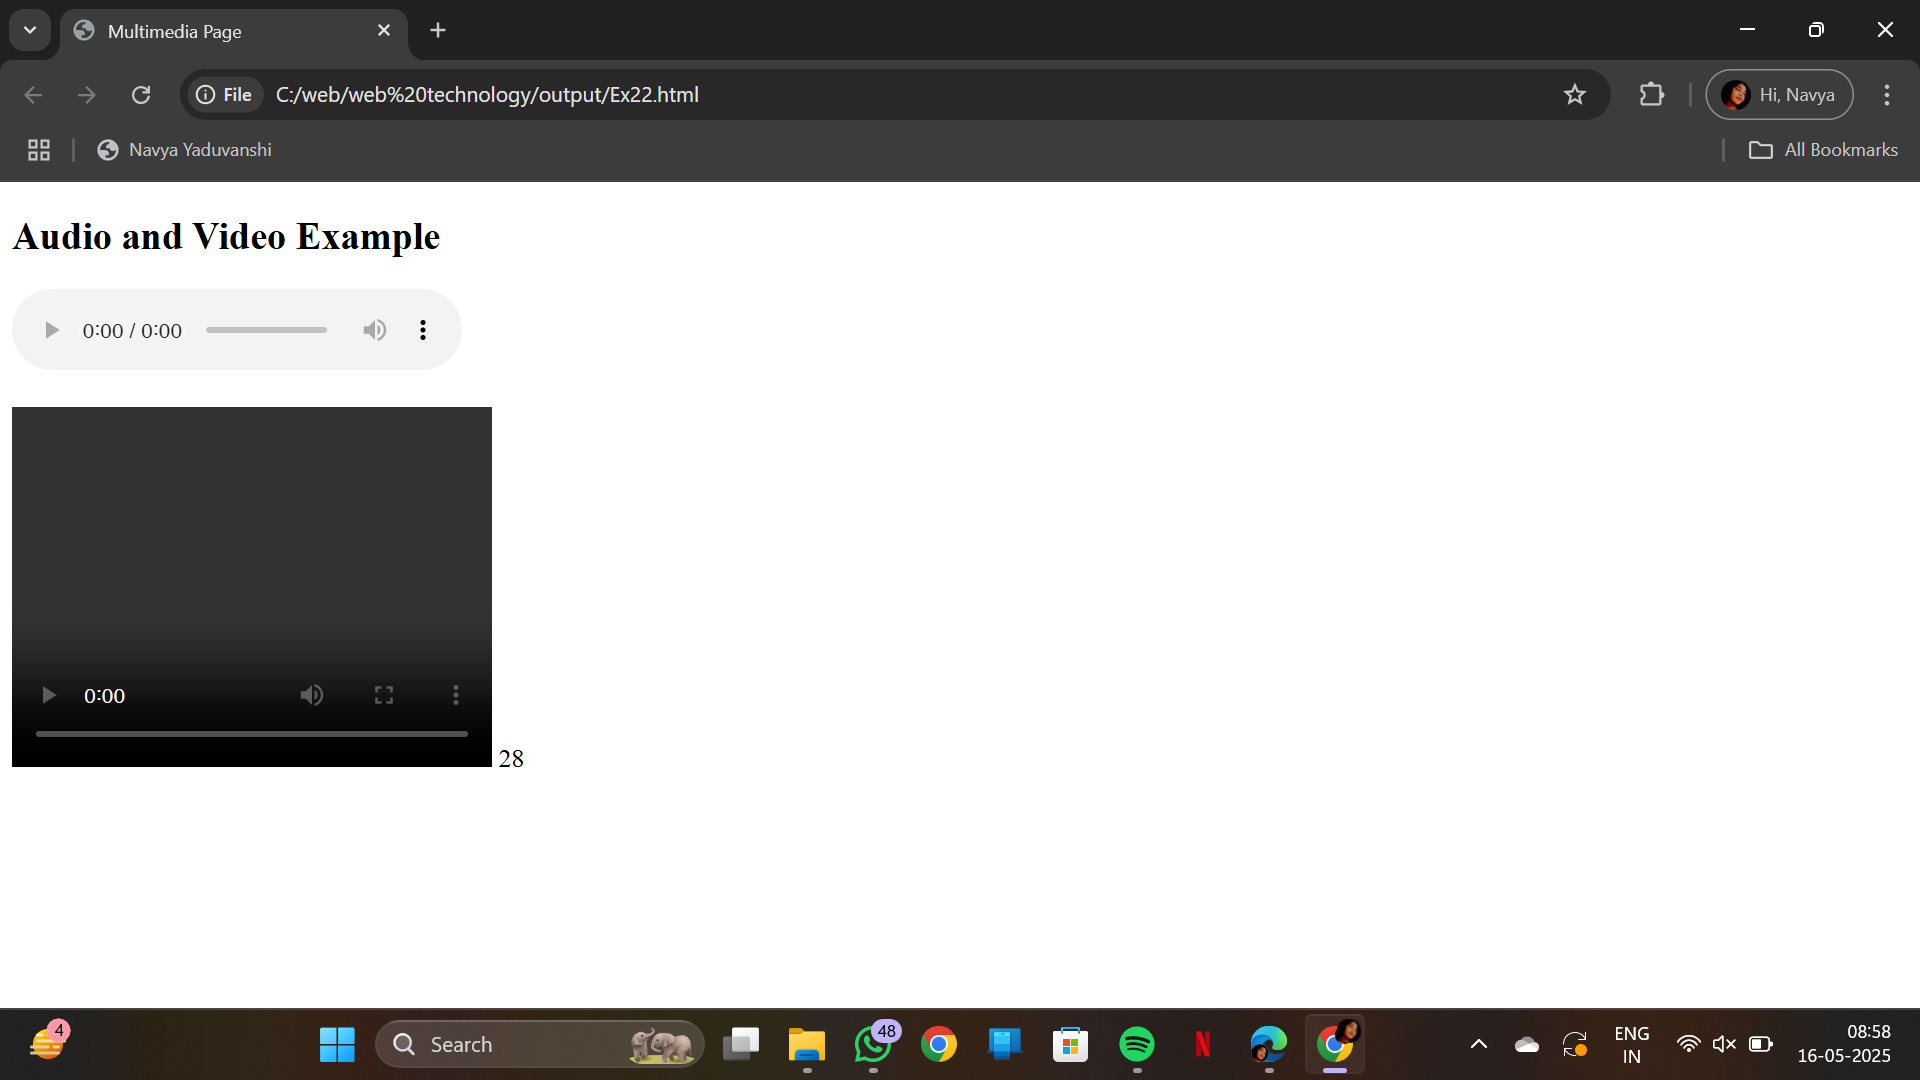 Multimedia Page
File
C:/web/web%20technology/output/Ex22.html
Hi, Navya
Navya Yaduvanshi
All Bookmarks
Audio and Video Example
0:00 / 0:00
0:00
28
4
Search
48
N
ENG
IN
08:58
16-05-2025